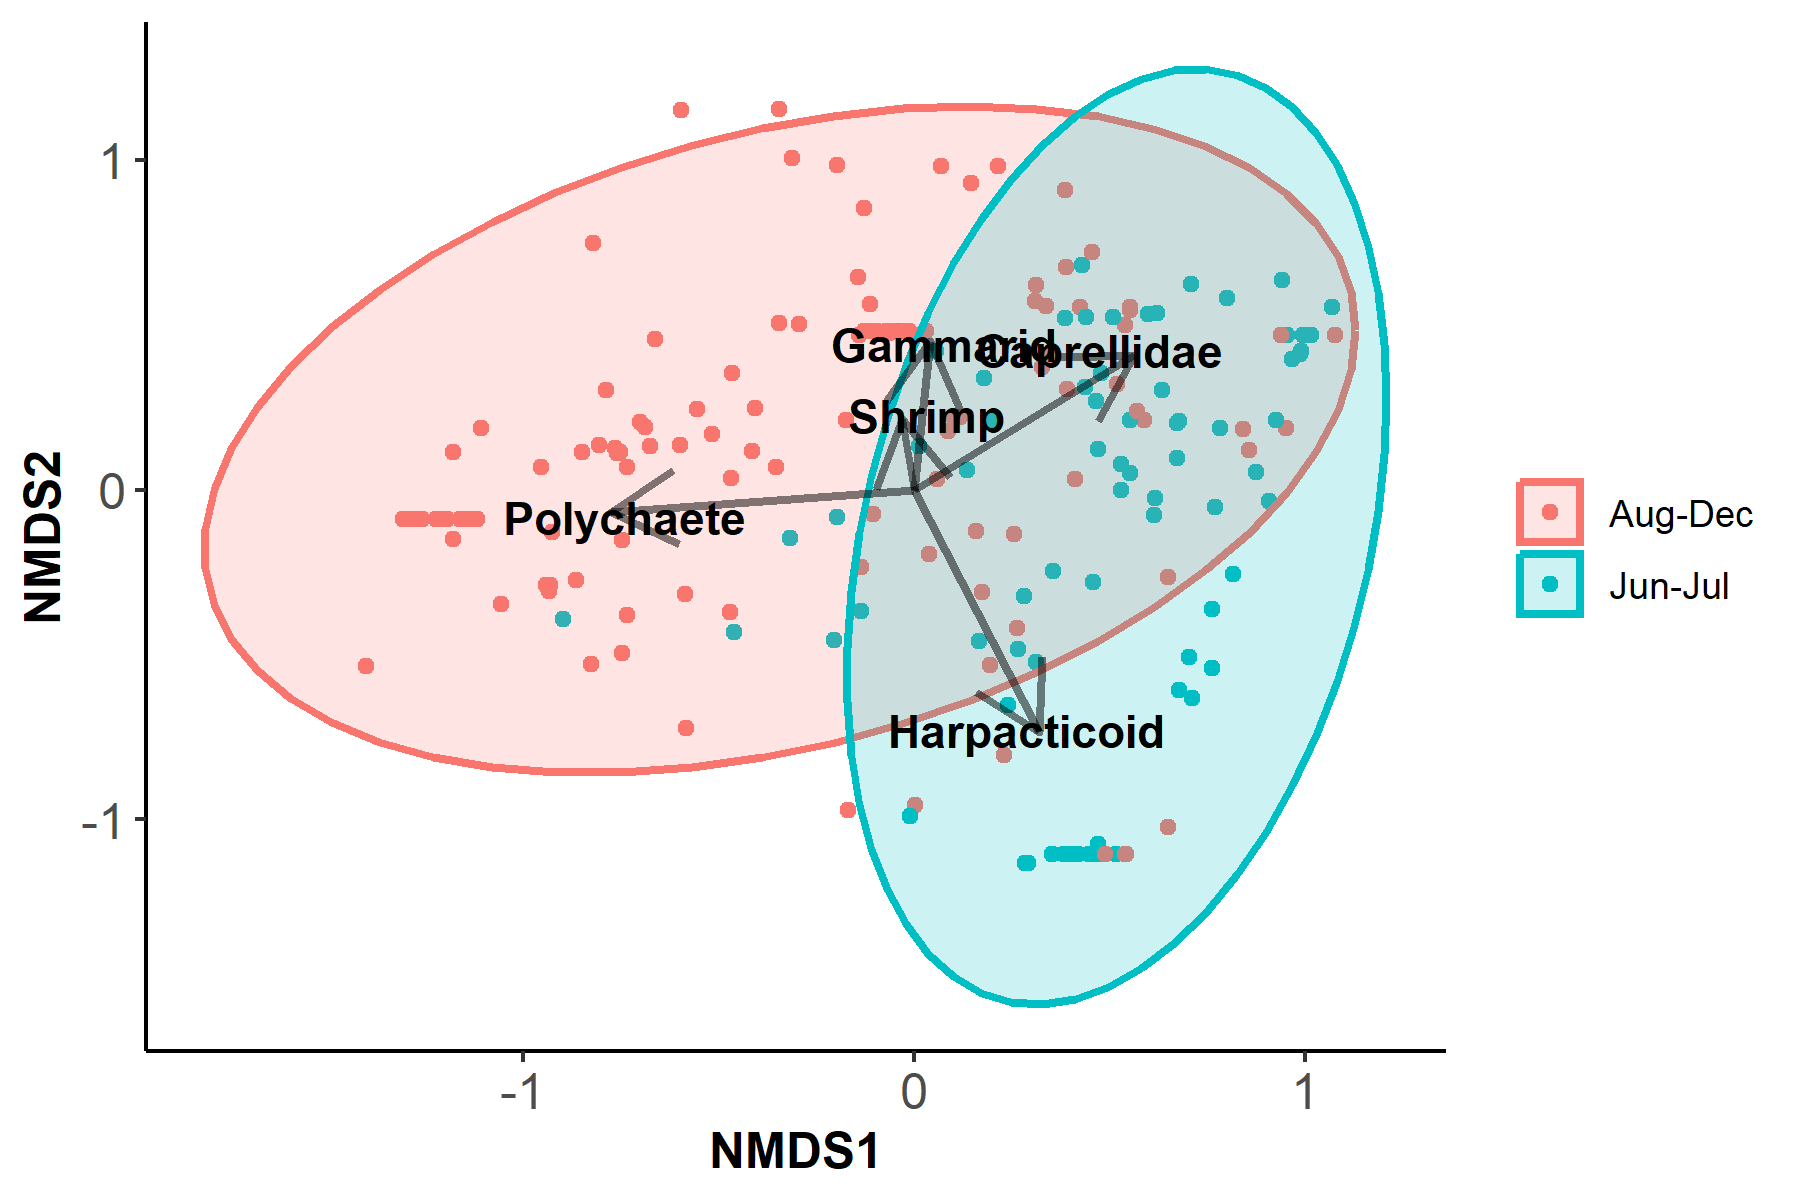 NMDS2
1
0
-1
Gammarid
Caprellidae
Shrimp
Polychaete
Harpacticoid
-1
0
1
NMDS1
Aug-Dec
Jun-Jul